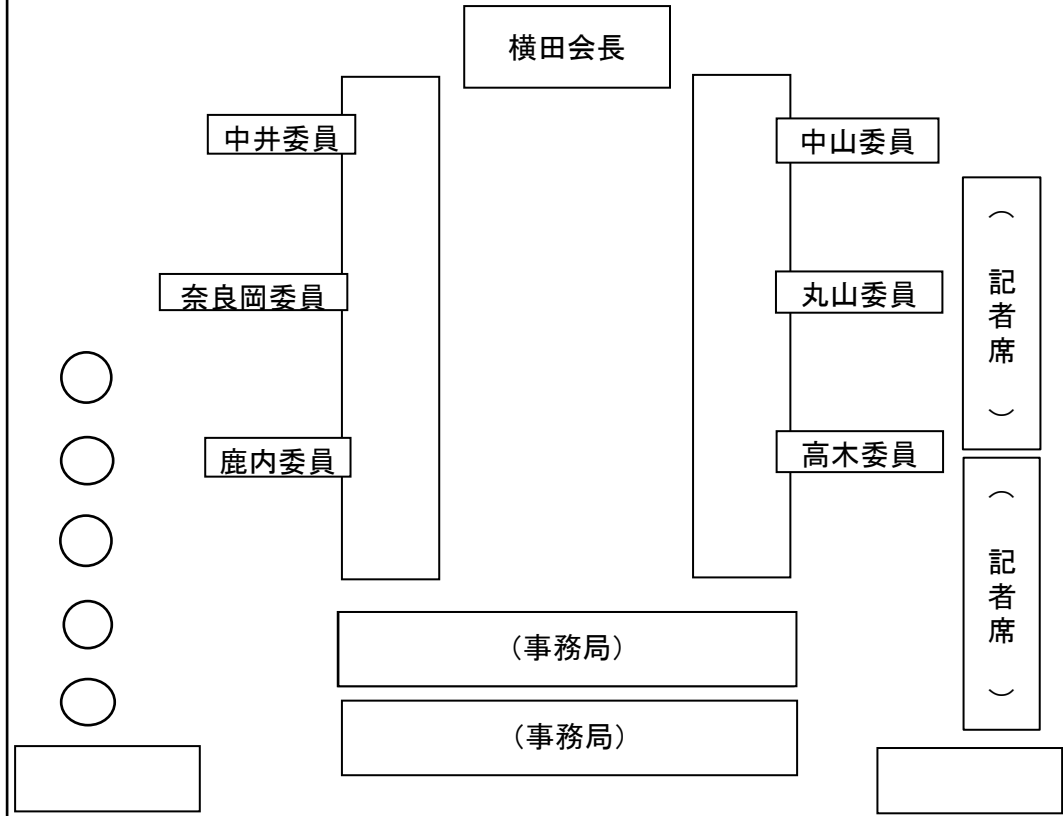 横田会長
中井委員
中山委員
奈良岡委員
丸山委員
鹿内委員
高木委員
（記者席）
（記者席）
（事務局）
（事務局）